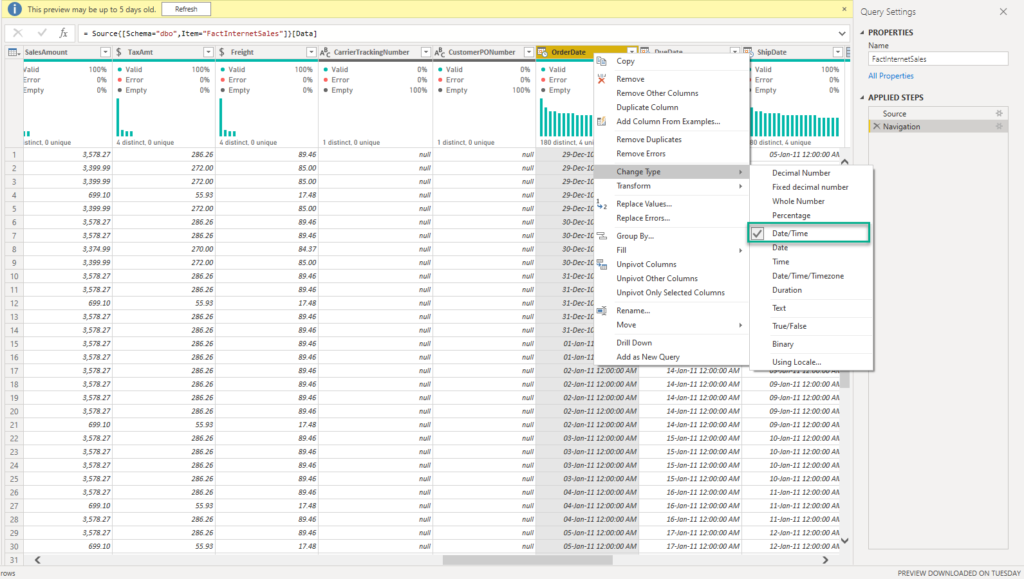 This preview may be up to 5 days old. Refresh
= Source{[Schema="dbo",Item="FactInternetSales"]}[Data]
SalesAmount $ TaxAmt $ Freight CarrierTrackingNumber CustomerPONumber OrderDate DueDate ShipDate
Valid 100% Valid 100% Valid 100% Valid 0% Valid 0% Valid Valid 100%
Error 0% Error 0% Error 0% Error 0% Error 0% Error Error 0%
Empty 0% Empty 0% Empty 0% Empty 100% Empty 100% Empty Empty 0%
distinct, 0 unique 4 distinct, 0 unique 4 distinct, 0 unique 1 distinct, 0 unique 1 distinct, 0 unique 180 distinct, 4 80 distinct, 4 unique
1 3,578.27 286.26 89.46 null null 29-Dec-10 05-Jan-11 12:00:00 AM
2 3,399.99 272.00 85.00 null null 29-Dec-10
3 3,399.99 272.00 85.00 null null 29-Dec-10
4 699.10 55.93 17.48 null null 29-Dec-10
5 3,399.99 272.00 85.00 null null 29-Dec-10
6 3,578.27 286.26 89.46 null null 30-Dec-10
7 3,578.27 286.26 89.46 null null 30-Dec-10
8 3,374.99 270.00 84.37 null null 30-Dec-10
9 3,399.99 272.00 85.00 null null 30-Dec-10
10 3,578.27 286.26 89.46 null null 31-Dec-10
11 3,578.27 286.26 89.46 null null 31-Dec-10
12 699.10 55.93 17.48 null null 31-Dec-10
13 3,578.27 286.26 89.46 null null 31-Dec-10
14 3,578.27 286.26 89.46 null null 31-Dec-10
15 3,578.27 286.26 89.46 null null 01-Jan-11
16 3,578.27 286.26 89.46 null null 01-Jan-11
17 3,578.27 286.26 89.46 null null 02-Jan-11 12:00:00 AM 14-Jan-11 12:00:00 AM 09-Jan-11 12:00:00 AM
18 3,578.27 286.26 89.46 null null 02-Jan-11 12:00:00 AM 14-Jan-11 12:00:00 AM 09-Jan-11 12:00:00 AM
19 3,578.27 286.26 89.46 null null 02-Jan-11 12:00:00 AM 14-Jan-11 12:00:00 AM 09-Jan-11 12:00:00 AM
20 3,578.27 286.26 89.46 null null 02-Jan-11 12:00:00 AM 14-Jan-11 12:00:00 AM 09-Jan-11 12:00:00 AM
21 699.10 55.93 17.48 null null 02-Jan-11 12:00:00 AM 14-Jan-11 12:00:00 AM 09-Jan-11 12:00:00 AM
22 3,578.27 286.26 89.46 null null 03-Jan-11 12:00:00 AM 15-Jan-11 12:00:00 AM 10-Jan-11 12:00:00 AM
23 3,578.27 286.26 89.46 null null 03-Jan-11 12:00:00 AM 15-Jan-11 12:00:00 AM 10-Jan-11 12:00:00 AM
24 3,578.27 286.26 89.46 null null 03-Jan-11 12:00:00 AM 15-Jan-11 12:00:00 AM 10-Jan-11 12:00:00 AM
25 3,578.27 286.26 89.46 null null 03-Jan-11 12:00:00 AM 15-Jan-11 12:00:00 AM 10-Jan-11 12:00:00 AM
26 3,578.27 286.26 89.46 null null 04-Jan-11 12:00:00 AM 16-Jan-11 12:00:00 AM 11-Jan-11 12:00:00 AM
27 699.10 55.93 17.48 null null 04-Jan-11 12:00:00 AM 16-Jan-11 12:00:00 AM 11-Jan-11 12:00:00 AM
28 3,578.27 286.26 89.46 null null 04-Jan-11 12:00:00 AM 16-Jan-11 12:00:00 AM 11-Jan-11 12:00:00 AM
29 3,578.27 286.26 89.46 null null 05-Jan-11 12:00:00 AM 17-Jan-11 12:00:00 AM 12-Jan-11 12:00:00 AM
30 699.10 55.93 17.48 null null 05-Jan-11 12:00:00 AM 17-Jan-11 12:00:00 AM 12-Jan-11 12:00:00 AM
31
rows
Copy
Remove
Remove Other Columns
Duplicate Column
Add Column From Examples...
Remove Duplicates
Remove Errors
Change Type
Transform
Replace Values...
Replace Errors...
Group By...
Fill
Unpivot Columns
Unpivot Other Columns
Unpivot Only Selected Columns
Rename...
Move
Drill Down
Add as New Query
Decimal Number
Fixed decimal number
Whole Number
Percentage
Date/Time
Date
Time
Date/Time/Timezone
Duration
Text
True/False
Binary
Using Locale...
Query Settings
PROPERTIES
Name
FactInternetSales
All Properties
APPLIED STEPS
Source
Navigation
PREVIEW DOWNLOADED ON TUESDAY